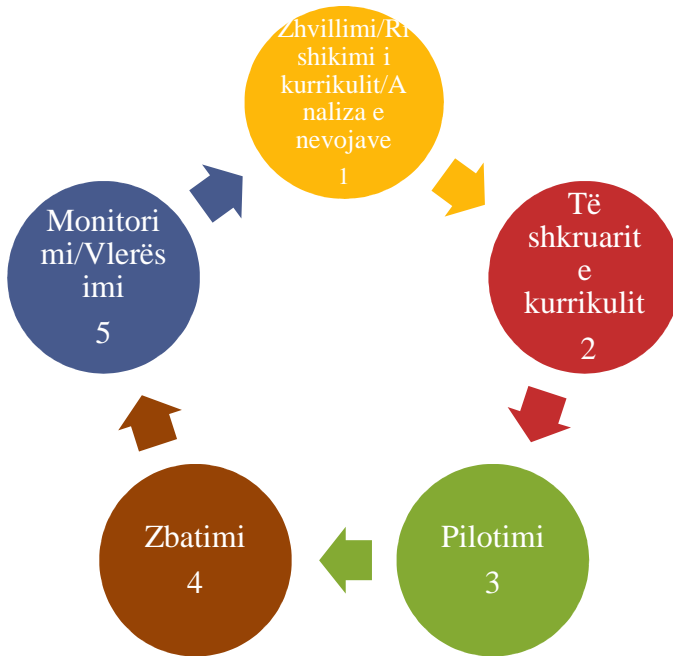 Zhvillimi/Ri
shikimi i
kurrikulit/A
naliza e
nevojave
1
Të
shkruarit
e
kurrikulit
2
Pilotimi
3
Zbatimi
4
Monitori
mi/Vlerës
imi
5